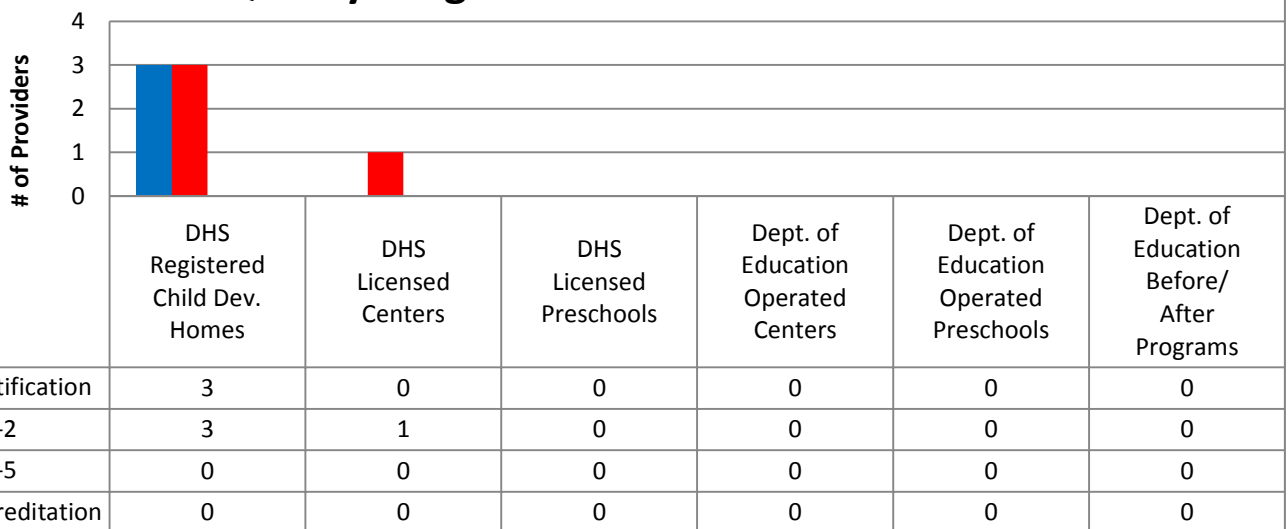 4
3
2
1
0
# of Providers
DHS
Registered
Child Dev.
Homes
DHS
Licensed
Centers
DHS
Licensed
Preschools
Dept. of
Education
Operated
Centers
Dept. of
Education
Operated
Preschools
Dept. of
Education
Before/
After
Programs
tification 3 0 0 0 0 0
-2 3 1 0 0 0 0
-5 0 0 0 0 0 0
reditation 0 0 0 0 0 0